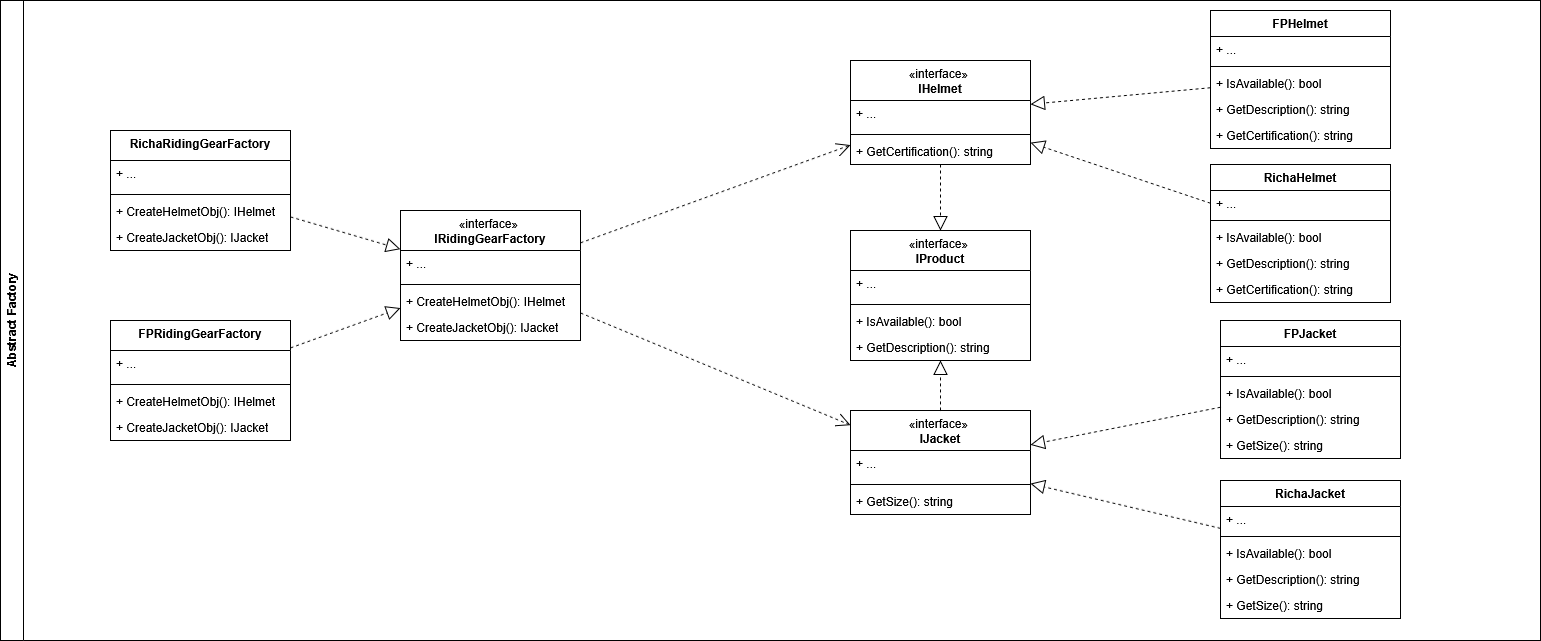 Abstract Factory
RichaRidingGearFactory
+ ...
+ CreateHelmetObj(): IHelmet
+ CreateJacketObj(): IJacket
FPRidingGearFactory
+ ...
+ CreateHelmetObj(): IHelmet
+ CreateJacketObj(): IJacket
«interface»
IRidingGearFactory
+ ...
+ CreateHelmetObj(): IHelmet
+ CreateJacketObj(): IJacket
«interface»
IHelmet
+ ...
+ GetCertification(): string
«interface»
IProduct
+ ...
+ IsAvailable(): bool
+ GetDescription(): string
«interface»
IJacket
+ ...
+ GetSize(): string
FPHelmet
+ ...
+ IsAvailable(): bool
+ GetDescription(): string
+ GetCertification(): string
RichaHelmet
+ ...
+ IsAvailable(): bool
+ GetDescription(): string
+ GetCertification(): string
FPJacket
+ ...
+ IsAvailable(): bool
+ GetDescription(): string
+ GetSize(): string
RichaJacket
+ ...
+ IsAvailable(): bool
+ GetDescription(): string
+ GetSize(): string